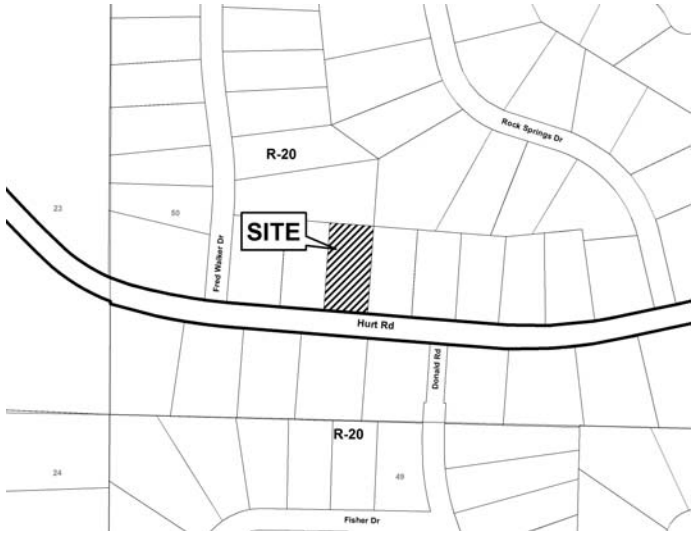 Rock Springs Dr
R-20
23
50
SITE
Fred Walker Dr
Hurt Rd
Donald Rd
R-20
24
49
Fisher Dr